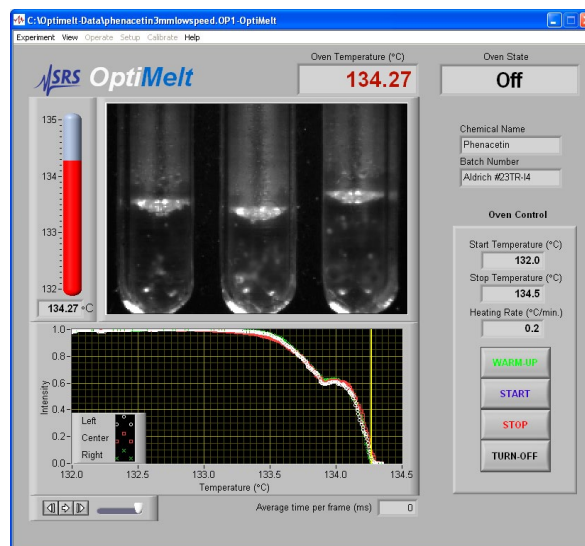 C:\Optimelt-Data\phenacetin3mmlowspeed.OP1-OptiMelt
Experiment View Operate Setup Calibrate Help
SRS OptiMelt
Oven Temperature (°C)
134.27
Oven State
Off
135
134
133
132
134.27 °C
Chemical Name
Phenacetin
Batch Number
Aldrich #23TR-I4
Oven Control
Start Temperature (°C)
132.0
Stop Temperature (°C)
134.5
Heating Rate (°C/min.)
0.2
WARM-UP
START
STOP
TURN-OFF
Intensity
1.0
0.8
0.6
0.4
0.2
0.0
Left
Center
Right
132.0 132.5 133.0 133.5 134.0 134.5
Temperature (°C)
Average time per frame (ms) 0